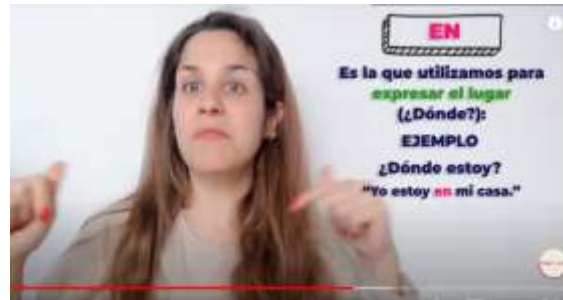 EN
Es la que utilizamos para
expresar el lugar
(¿Dónde?):
EJEMPLO
¿Dónde estoy?
“Yo estoy en mi casa.”